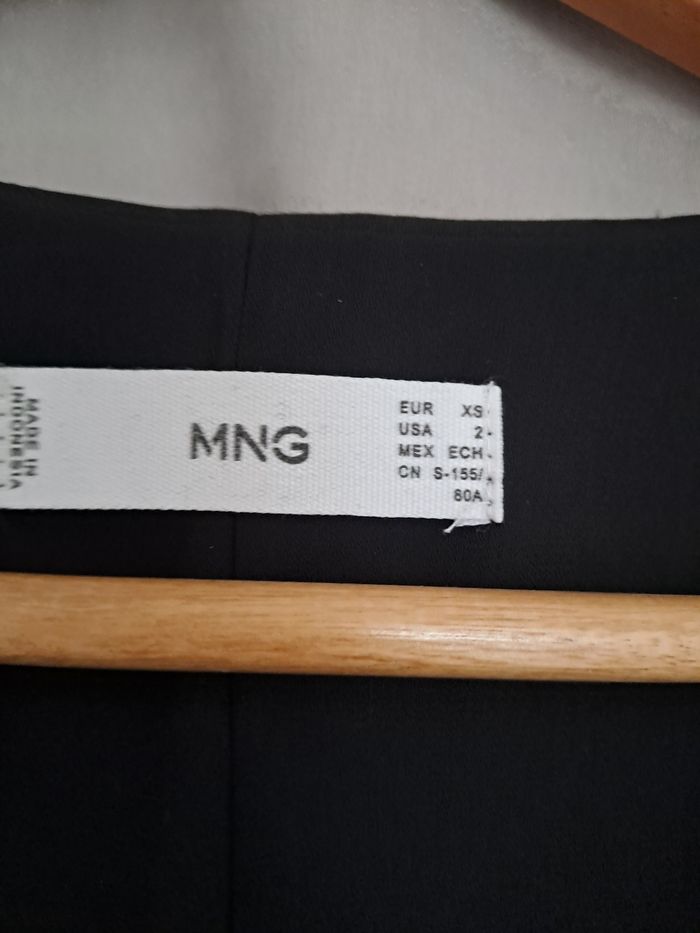 MADE IN
INDONESIA
MNG
EUR XS
USA 2
MEX ECH
CN S-155/
80A